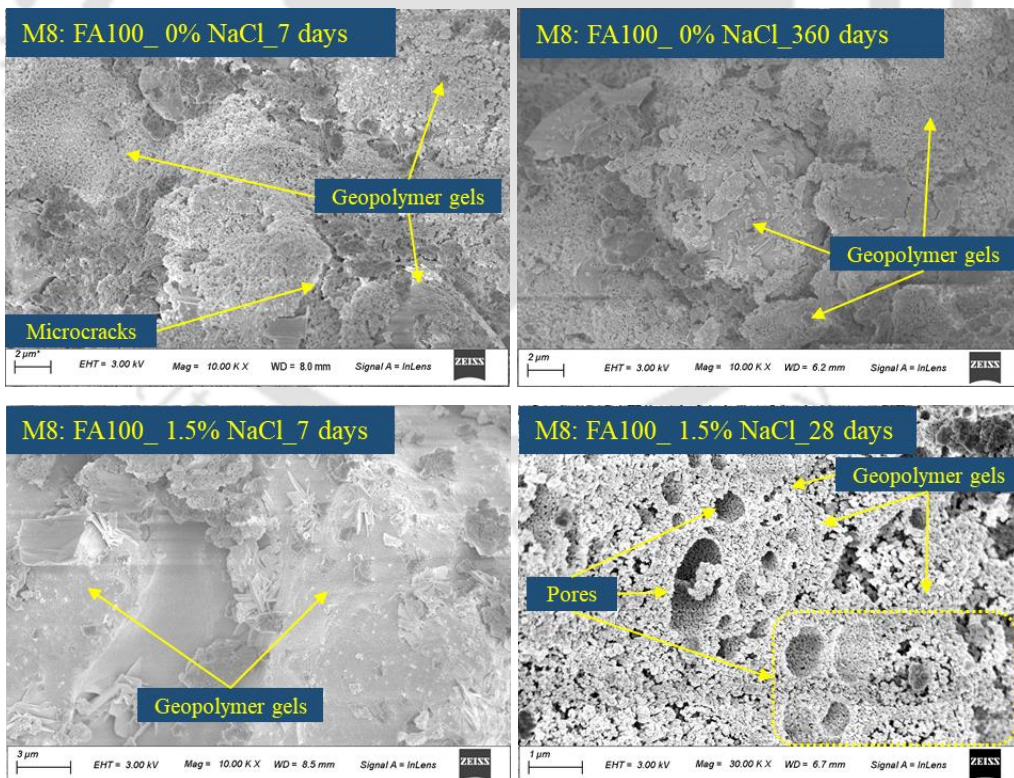 M8: FA100_ 0% NaCl_7 days
Geopolymer gels
Microcracks
2 µm*
EHT = 3.00 kV
Mag = 10.00 K X
WD = 8.0 mm
Signal A = InLens
ZEISS
M8: FA100_ 0% NaCl_360 days
Geopolymer gels
2 µm
EHT = 3.00 kV
Mag = 10.00 K X
WD = 6.2 mm
Signal A = InLens
ZEISS
M8: FA100_ 1.5% NaCl_7 days
Geopolymer gels
3 µm
EHT = 3.00 kV
Mag = 10.00 K X
WD = 8.5 mm
Signal A = InLens
ZEISS
M8: FA100_ 1.5% NaCl_28 days
Geopolymer gels
Pores
1 µm
EHT = 3.00 kV
Mag = 30.00 K X
WD = 6.7 mm
Signal A = InLens
ZEISS